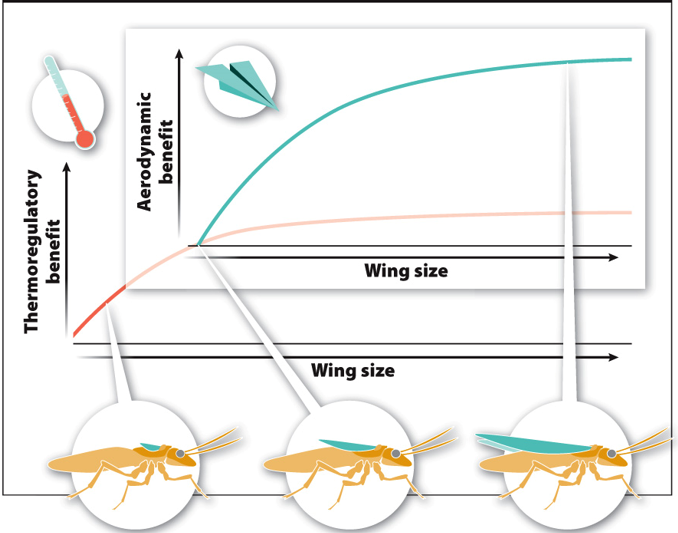 Aerodynamic
benefit
Wing size
Thermoregulatory
benefit
Wing size